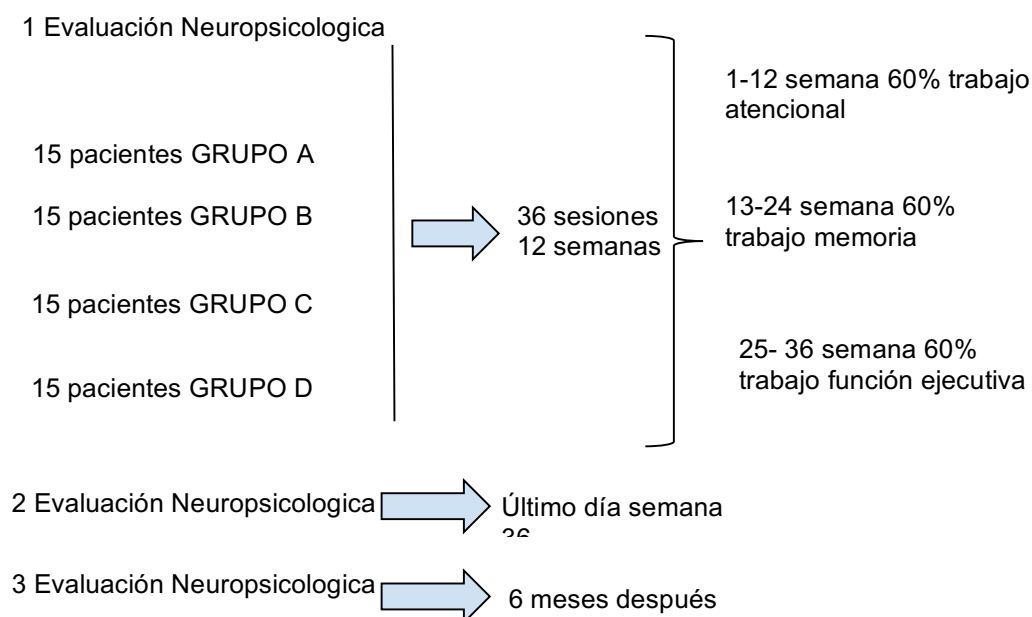 1 Evaluación Neuropsicologica
15 pacientes GRUPO A
15 pacientes GRUPO B
15 pacientes GRUPO C
15 pacientes GRUPO D
36 sesiones
12 semanas
1-12 semana 60% trabajo
atencional
13-24 semana 60%
trabajo memoria
25- 36 semana 60%
trabajo función ejecutiva
2 Evaluación Neuropsicologica
Último día semana
36
3 Evaluación Neuropsicologica
6 meses después